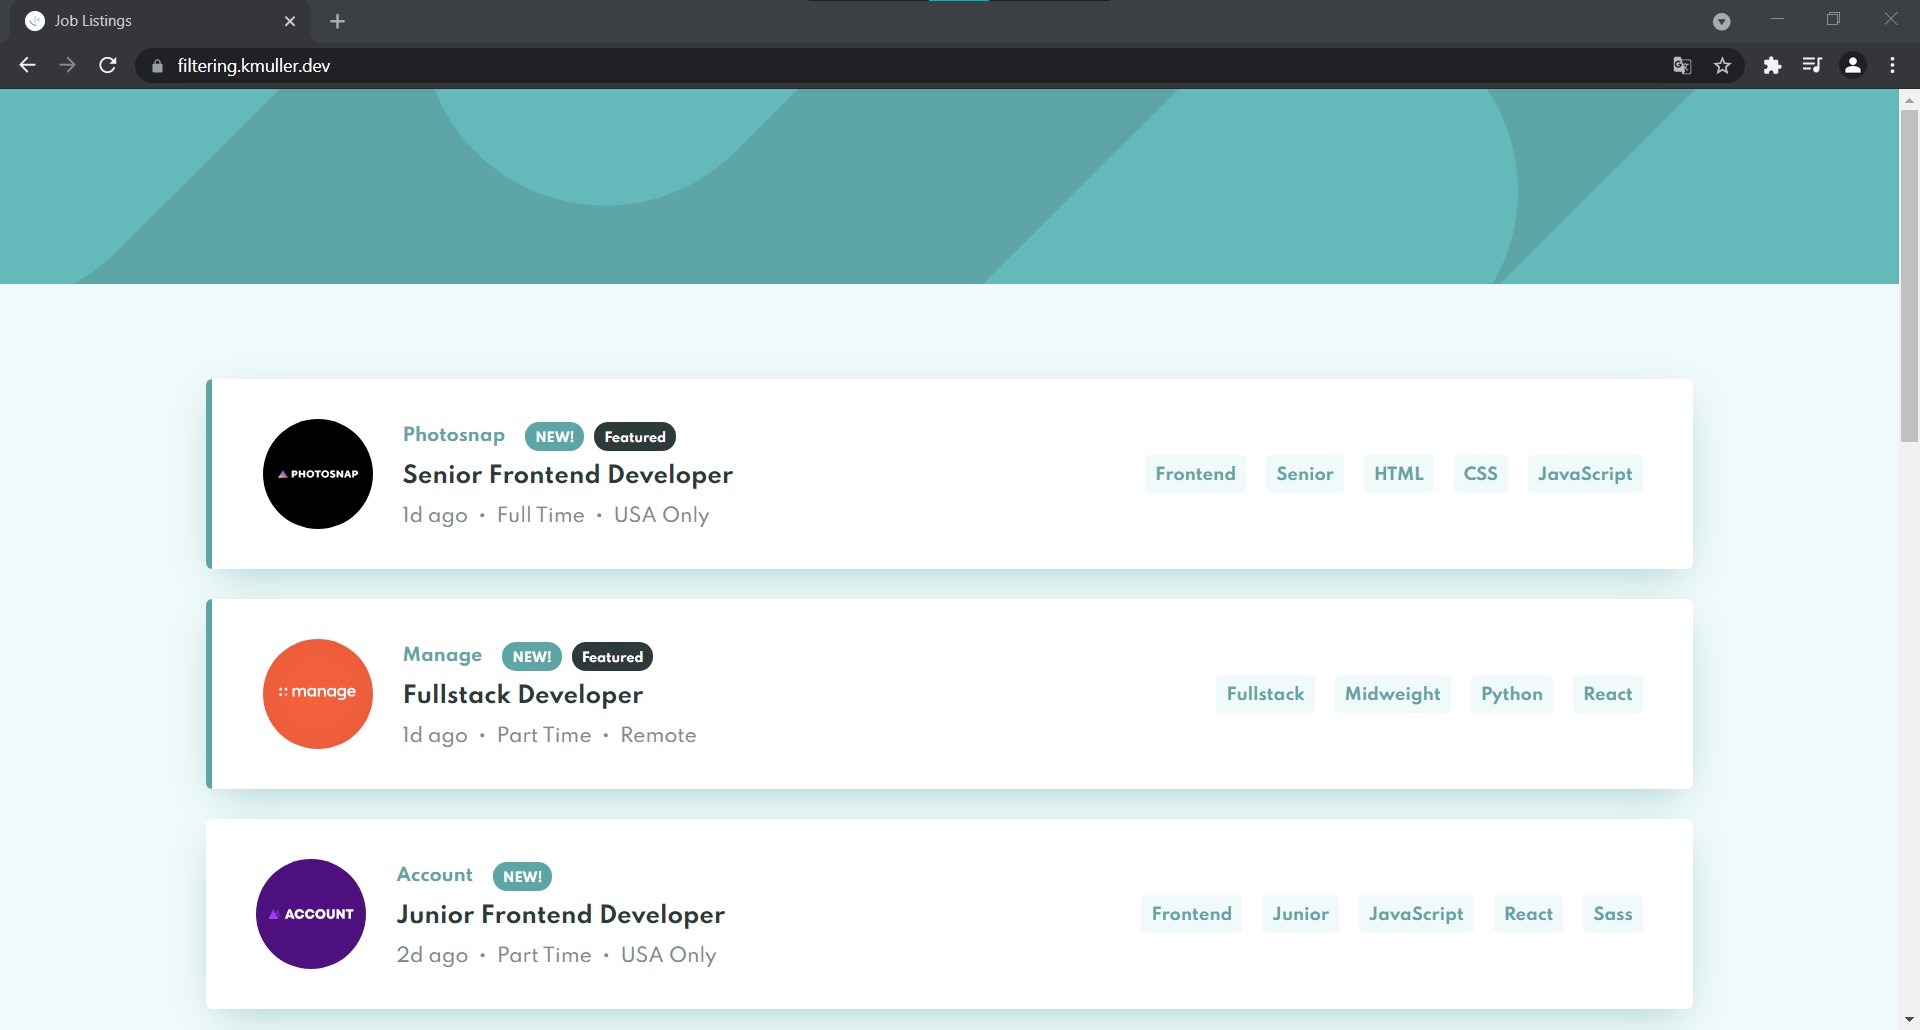 Job Listings
filtering.kmuller.dev
PHOTOSNAP
Photosnap NEW! Featured
Senior Frontend Developer
1d ago • Full Time • USA Only
Frontend Senior HTML CSS JavaScript
manage
Manage NEW! Featured
Fullstack Developer
1d ago • Part Time • Remote
Fullstack Midweight Python React
ACCOUNT
Account NEW!
Junior Frontend Developer
2d ago • Part Time • USA Only
Frontend Junior JavaScript React Sass